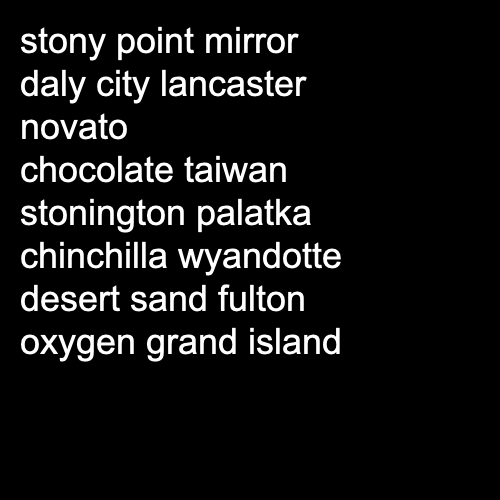 stony point mirror
daly city lancaster
novato
chocolate taiwan
stonington palatka
chinchilla wyandotte
desert sand fulton
oxygen grand island